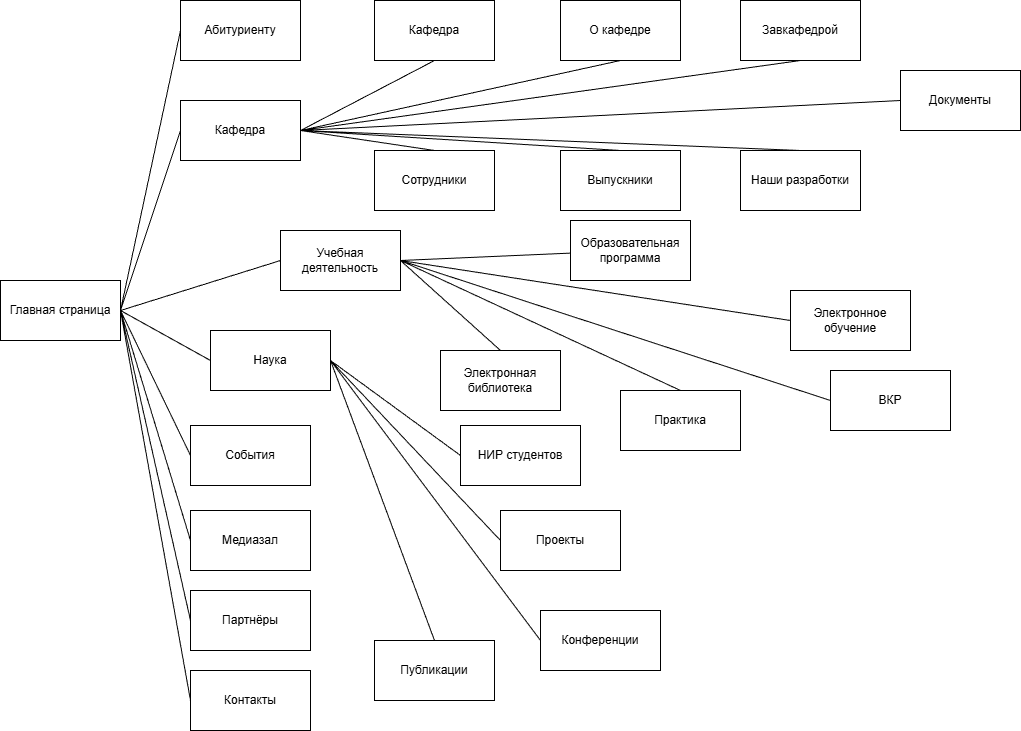 Абитуриенту
Кафедра
О кафедре
Завкафедрой
Документы
Кафедра
Сотрудники
Выпускники
Наши разработки
Учебная
деятельность
Образовательная
программа
Главная страница
Электронное
обучение
Наука
Электронная
библиотека
ВКР
Практика
События
НИР студентов
Медиазал
Проекты
Партнёры
Конференции
Публикации
Контакты